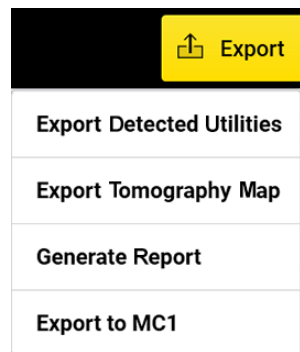 Export
Export Detected Utilities
Export Tomography Map
Generate Report
Export to MC1